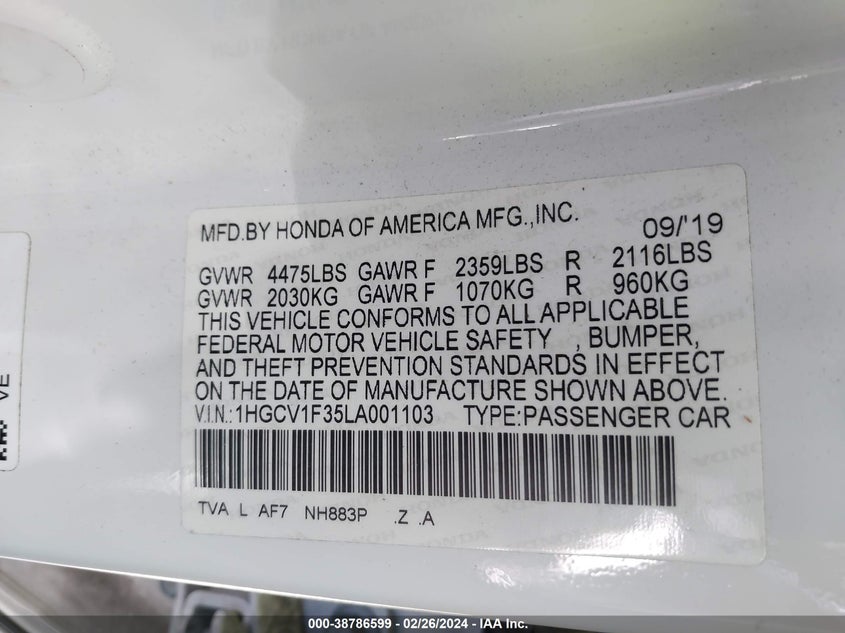 MFD.BY HONDA OF AMERICA MFG.,INC. 09/'19
GVWR 4475LBS GAWR F 2359LBS R 2116LBS
GVWR 2030KG GAWR F 1070KG R 960KG
THIS VEHICLE CONFORMS TO ALL APPLICABLE
FEDERAL MOTOR VEHICLE SAFETY , BUMPER,
AND THEFT PREVENTION STANDARDS IN EFFECT
ON THE DATE OF MANUFACTURE SHOWN ABOVE.
V.I.N.:1HGCV1F35LA001103 TYPE:PASSENGER CAR
TVA L AF7 NH883P .Z .A
VE
000-38786599 - 02/26/2024 - IAA Inc.